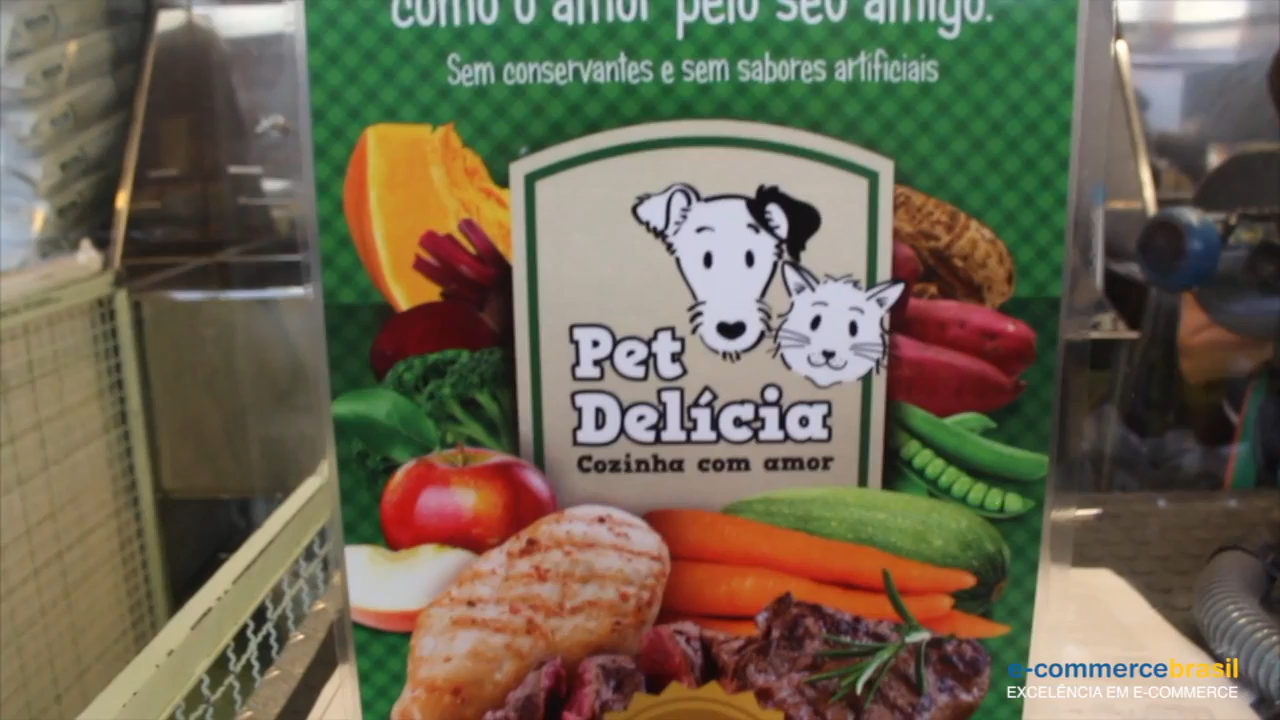 como o amor pelo seu amigo.
Sem conservantes e sem sabores artificiais
Pet
Delícia
Cozinha com amor
e-commercebrasil
EXCELÊNCIA EM E-COMMERCE